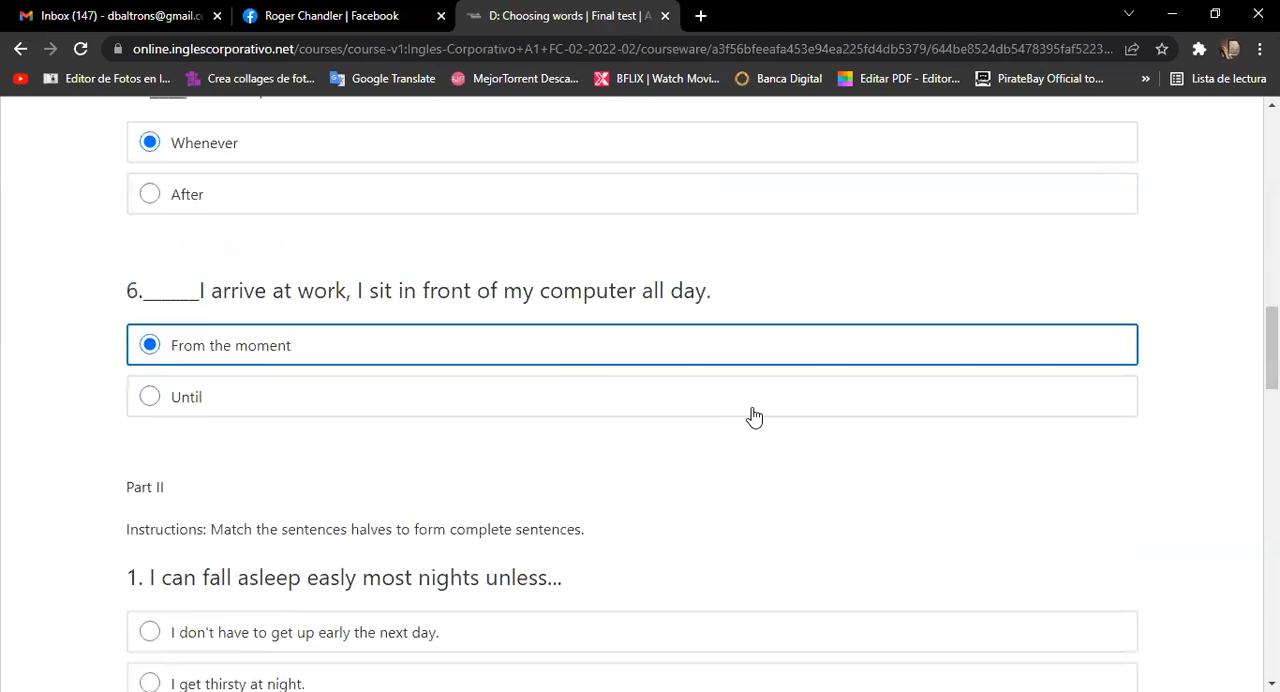 Inbox (147) - dbaltrons@gmail.c
Roger Chandler | Facebook
D: Choosing words | Final test | A
online.inglescorporativo.net/courses/course-v1:Ingles-Corporativo+A1+FC-02-2022-02/courseware/a3f56bfeeafa453e94ea225fd4db5379/644be8524db5478395faf5223...
Editor de Fotos en l...
Crea collages de fot...
Google Translate
MejorTorrent Desca...
BFLIX | Watch Movi...
Banca Digital
Editar PDF - Editor...
PirateBay Official to...
»
Lista de lectura
Whenever
After
6.______I arrive at work, I sit in front of my computer all day.
From the moment
Until
Part II
Instructions: Match the sentences halves to form complete sentences.
1. I can fall asleep easly most nights unless...
I don't have to get up early the next day.
I get thirsty at night.